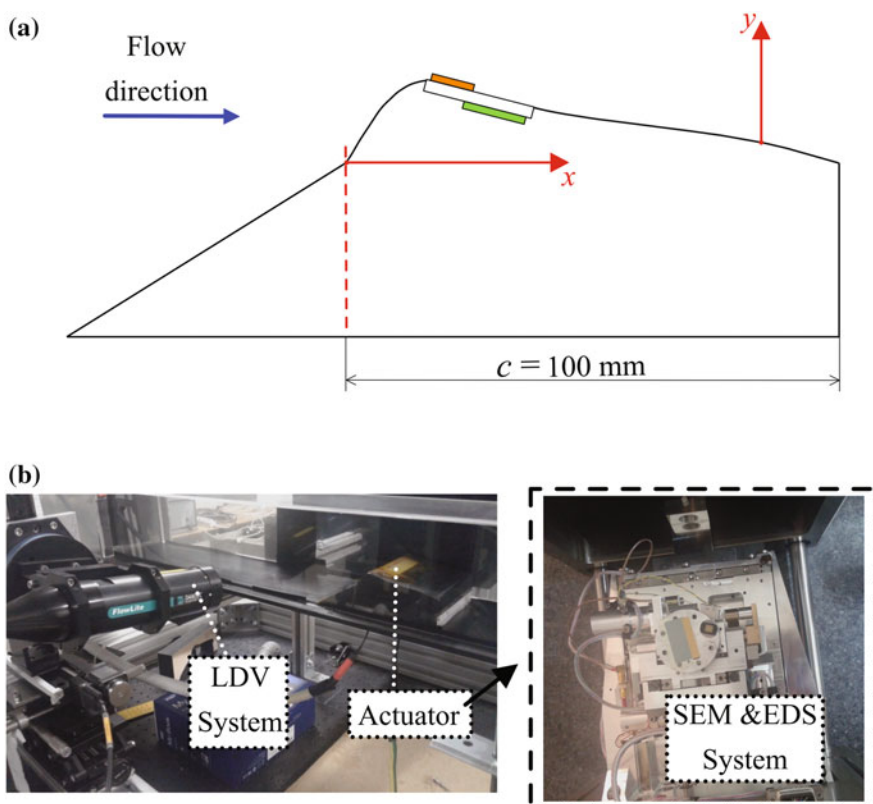 (a)
Flow
direction
y
x
c = 100 mm
(b)
FlowLite
LDV
System
Actuator
SEM &EDS
System